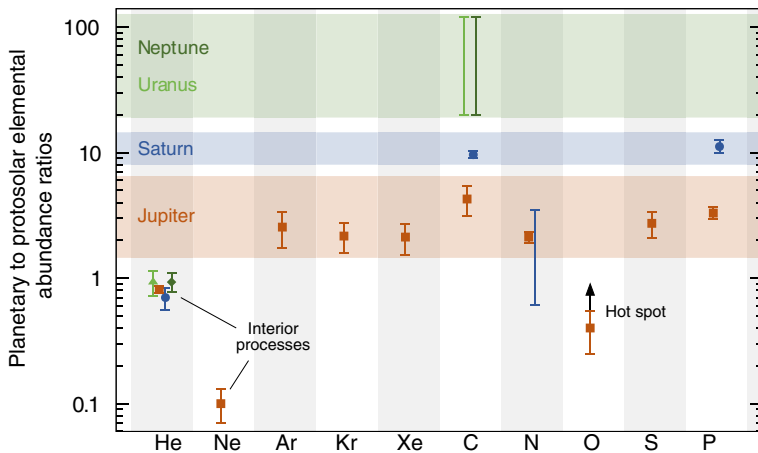 Planetary to protosolar elemental
abundance ratios
100
10
1
0.1
Neptune
Uranus
Saturn
Jupiter
Interior
processes
Hot spot
He Ne Ar Kr Xe C N O S P